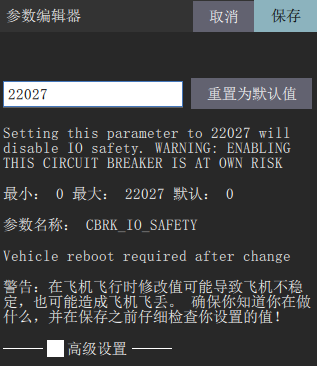 参数编辑器 取消 保存
22027 重置为默认值
Setting this parameter to 22027 will
disable IO safety. WARNING: ENABLING
THIS CIRCUIT BREAKER IS AT OWN RISK
最小： 0 最大： 22027 默认： 0
参数名称： CBRK_IO_SAFETY
Vehicle reboot required after change
警告：在飞机飞行时修改值可能导致飞机不稳
定，也可能造成飞机飞丢。 确保你知道你在做
什么，并在保存之前仔细检查你设置的值！
高级设置